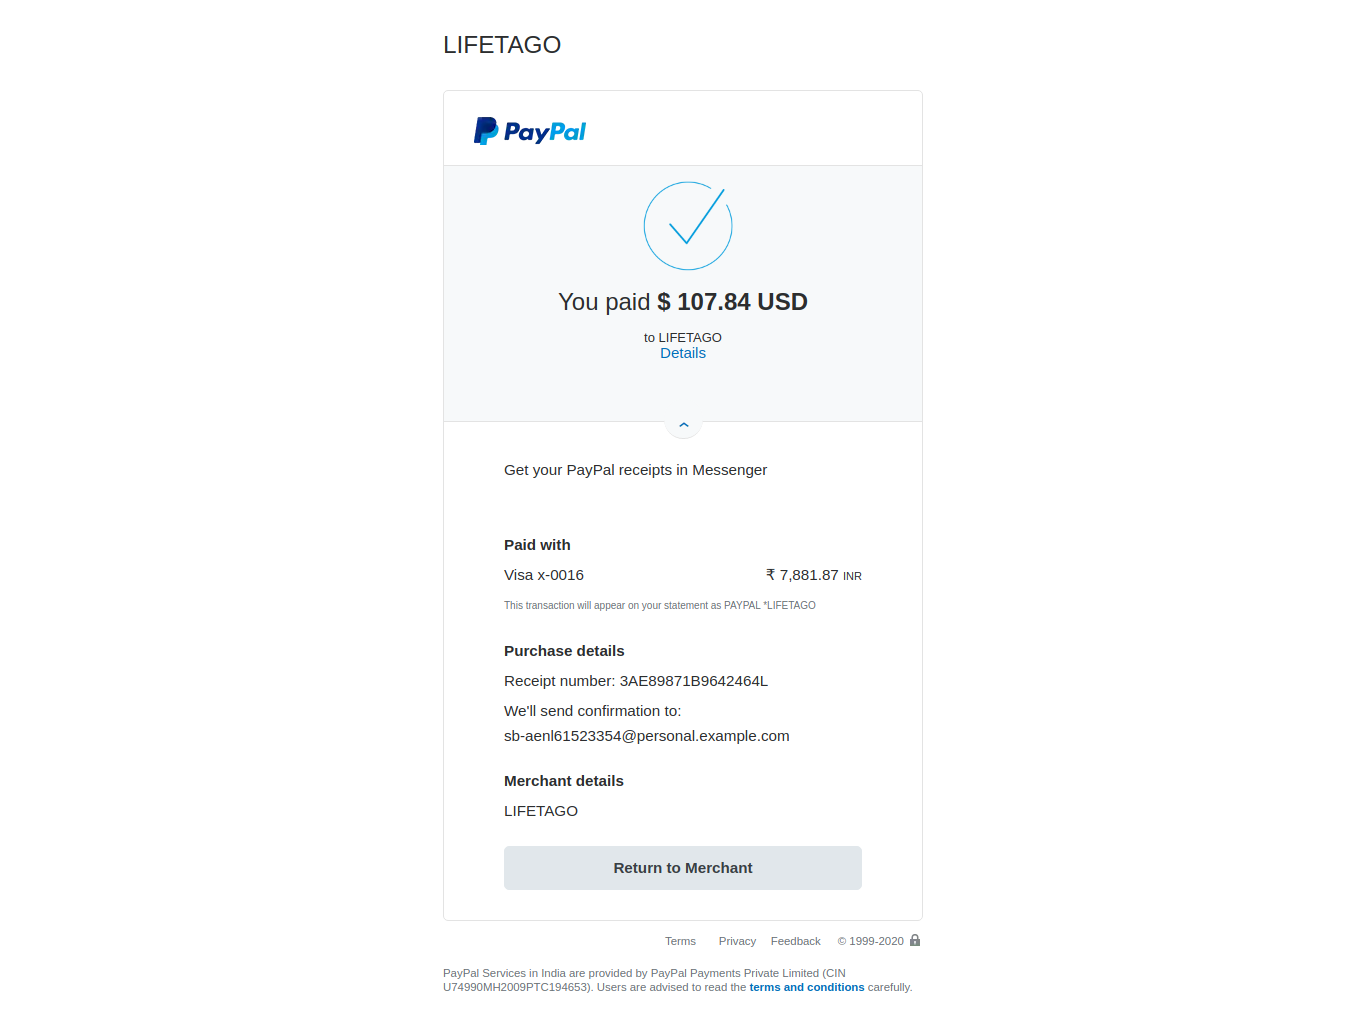 LIFETAGO
PayPal
You paid $ 107.84 USD
to LIFETAGO
Details
Get your PayPal receipts in Messenger
Paid with
Visa x-0016 ₹ 7,881.87 INR
This transaction will appear on your statement as PAYPAL *LIFETAGO
Purchase details
Receipt number: 3AE89871B9642464L
We'll send confirmation to:
sb-aenl61523354@personal.example.com
Merchant details
LIFETAGO
Return to Merchant
Terms Privacy Feedback © 1999-2020
PayPal Services in India are provided by PayPal Payments Private Limited (CIN
U74990MH2009PTC194653). Users are advised to read the terms and conditions carefully.